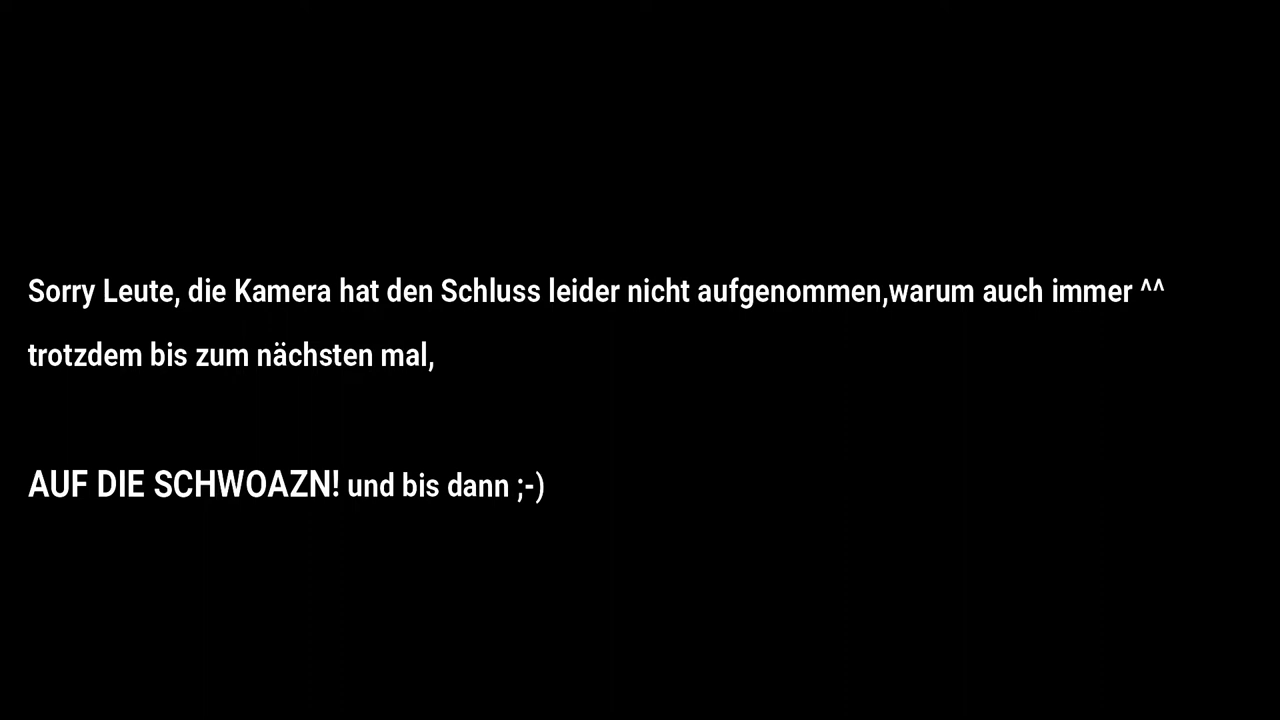 Sorry Leute, die Kamera hat den Schluss leider nicht aufgenommen,warum auch immer ^^
trotzdem bis zum nächsten mal,
AUF DIE SCHWOAZN! und bis dann ;-)